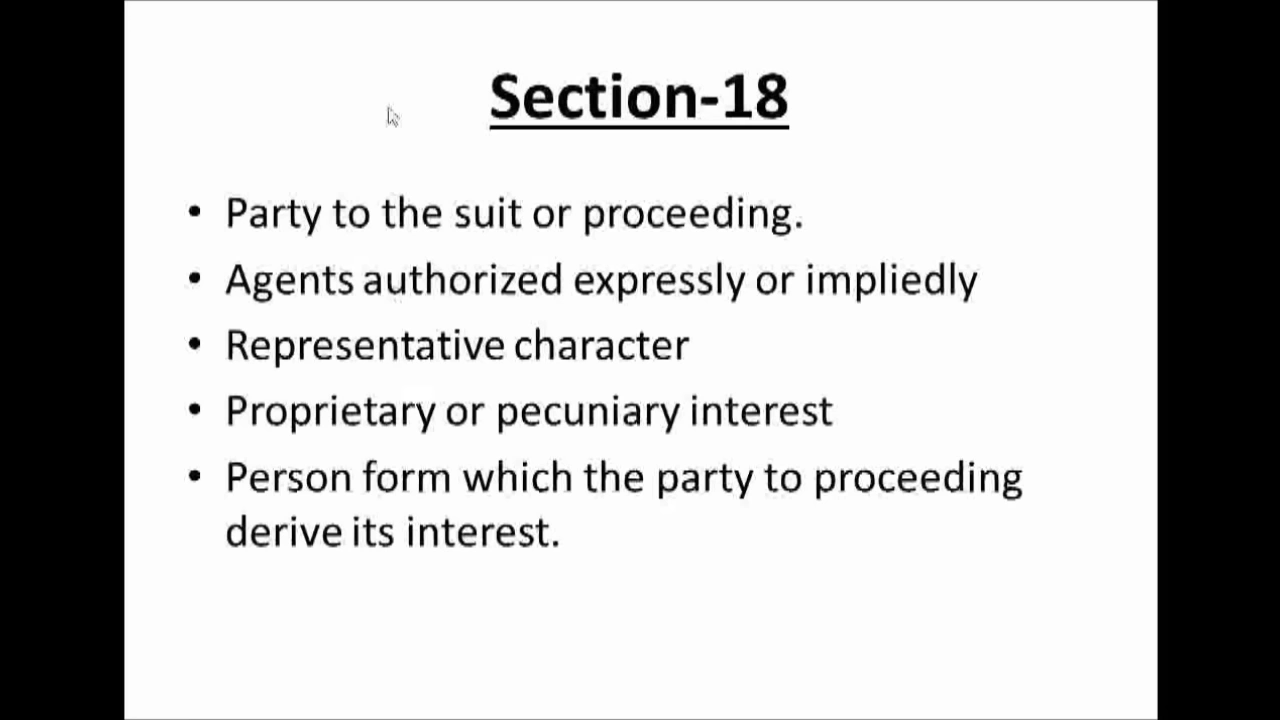 Section-18
• Party to the suit or proceeding.
• Agents authorized expressly or impliedly
• Representative character
• Proprietary or pecuniary interest
• Person form which the party to proceeding
derive its interest.